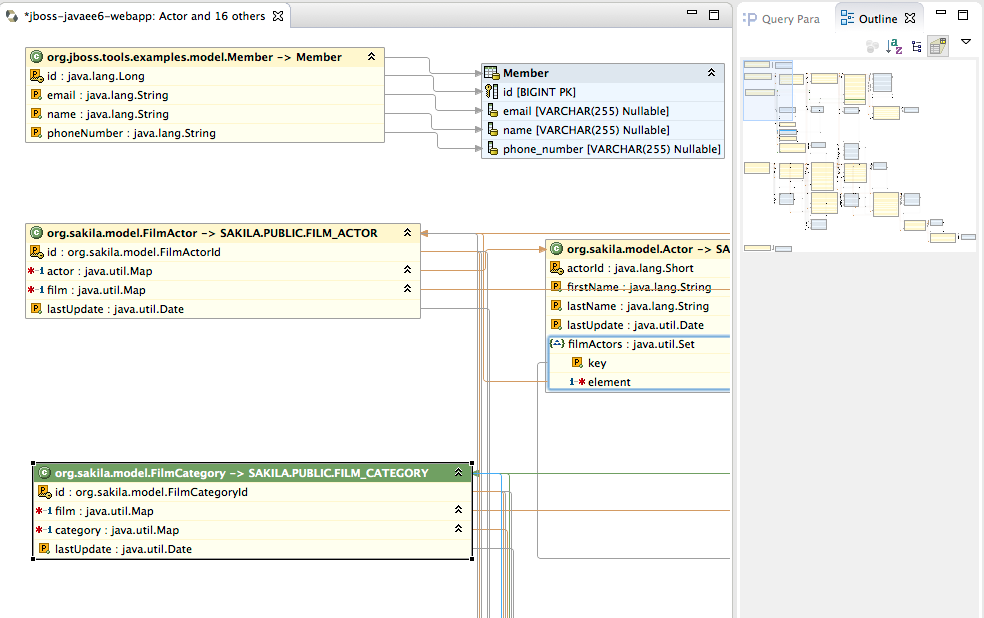 *jboss-javaee6-webapp: Actor and 16 others
Query Para
Outline
org.jboss.tools.examples.model.Member -> Member
id : java.lang.Long
email : java.lang.String
name : java.lang.String
phoneNumber : java.lang.String
Member
id [BIGINT PK]
email [VARCHAR(255) Nullable]
name [VARCHAR(255) Nullable]
phone_number [VARCHAR(255) Nullable]
org.sakila.model.FilmActor -> SAKILA.PUBLIC.FILM_ACTOR
id : org.sakila.model.FilmActorId
actor : java.util.Map
film : java.util.Map
lastUpdate : java.util.Date
org.sakila.model.Actor -> SA
actorId : java.lang.Short
firstName : java.lang.String
lastName : java.lang.String
lastUpdate : java.util.Date
filmActors : java.util.Set
key
element
org.sakila.model.FilmCategory -> SAKILA.PUBLIC.FILM_CATEGORY
id : org.sakila.model.FilmCategoryId
film : java.util.Map
category : java.util.Map
lastUpdate : java.util.Date